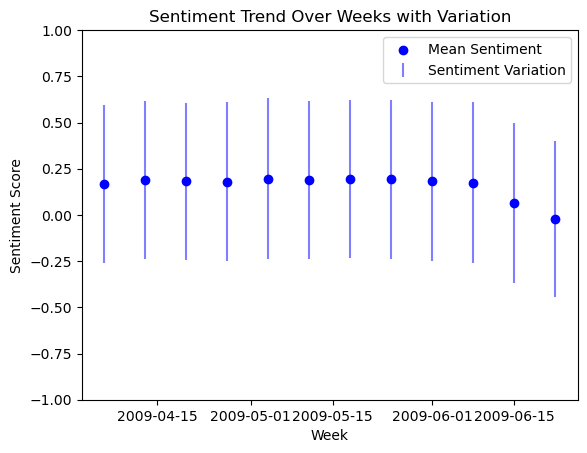 Sentiment Trend Over Weeks with Variation
Mean Sentiment
Sentiment Variation
1.00
0.75
0.50
0.25
0.00
−0.25
−0.50
−0.75
−1.00
Sentiment Score
2009-04-15 2009-05-01 2009-05-15 2009-06-01 2009-06-15
Week